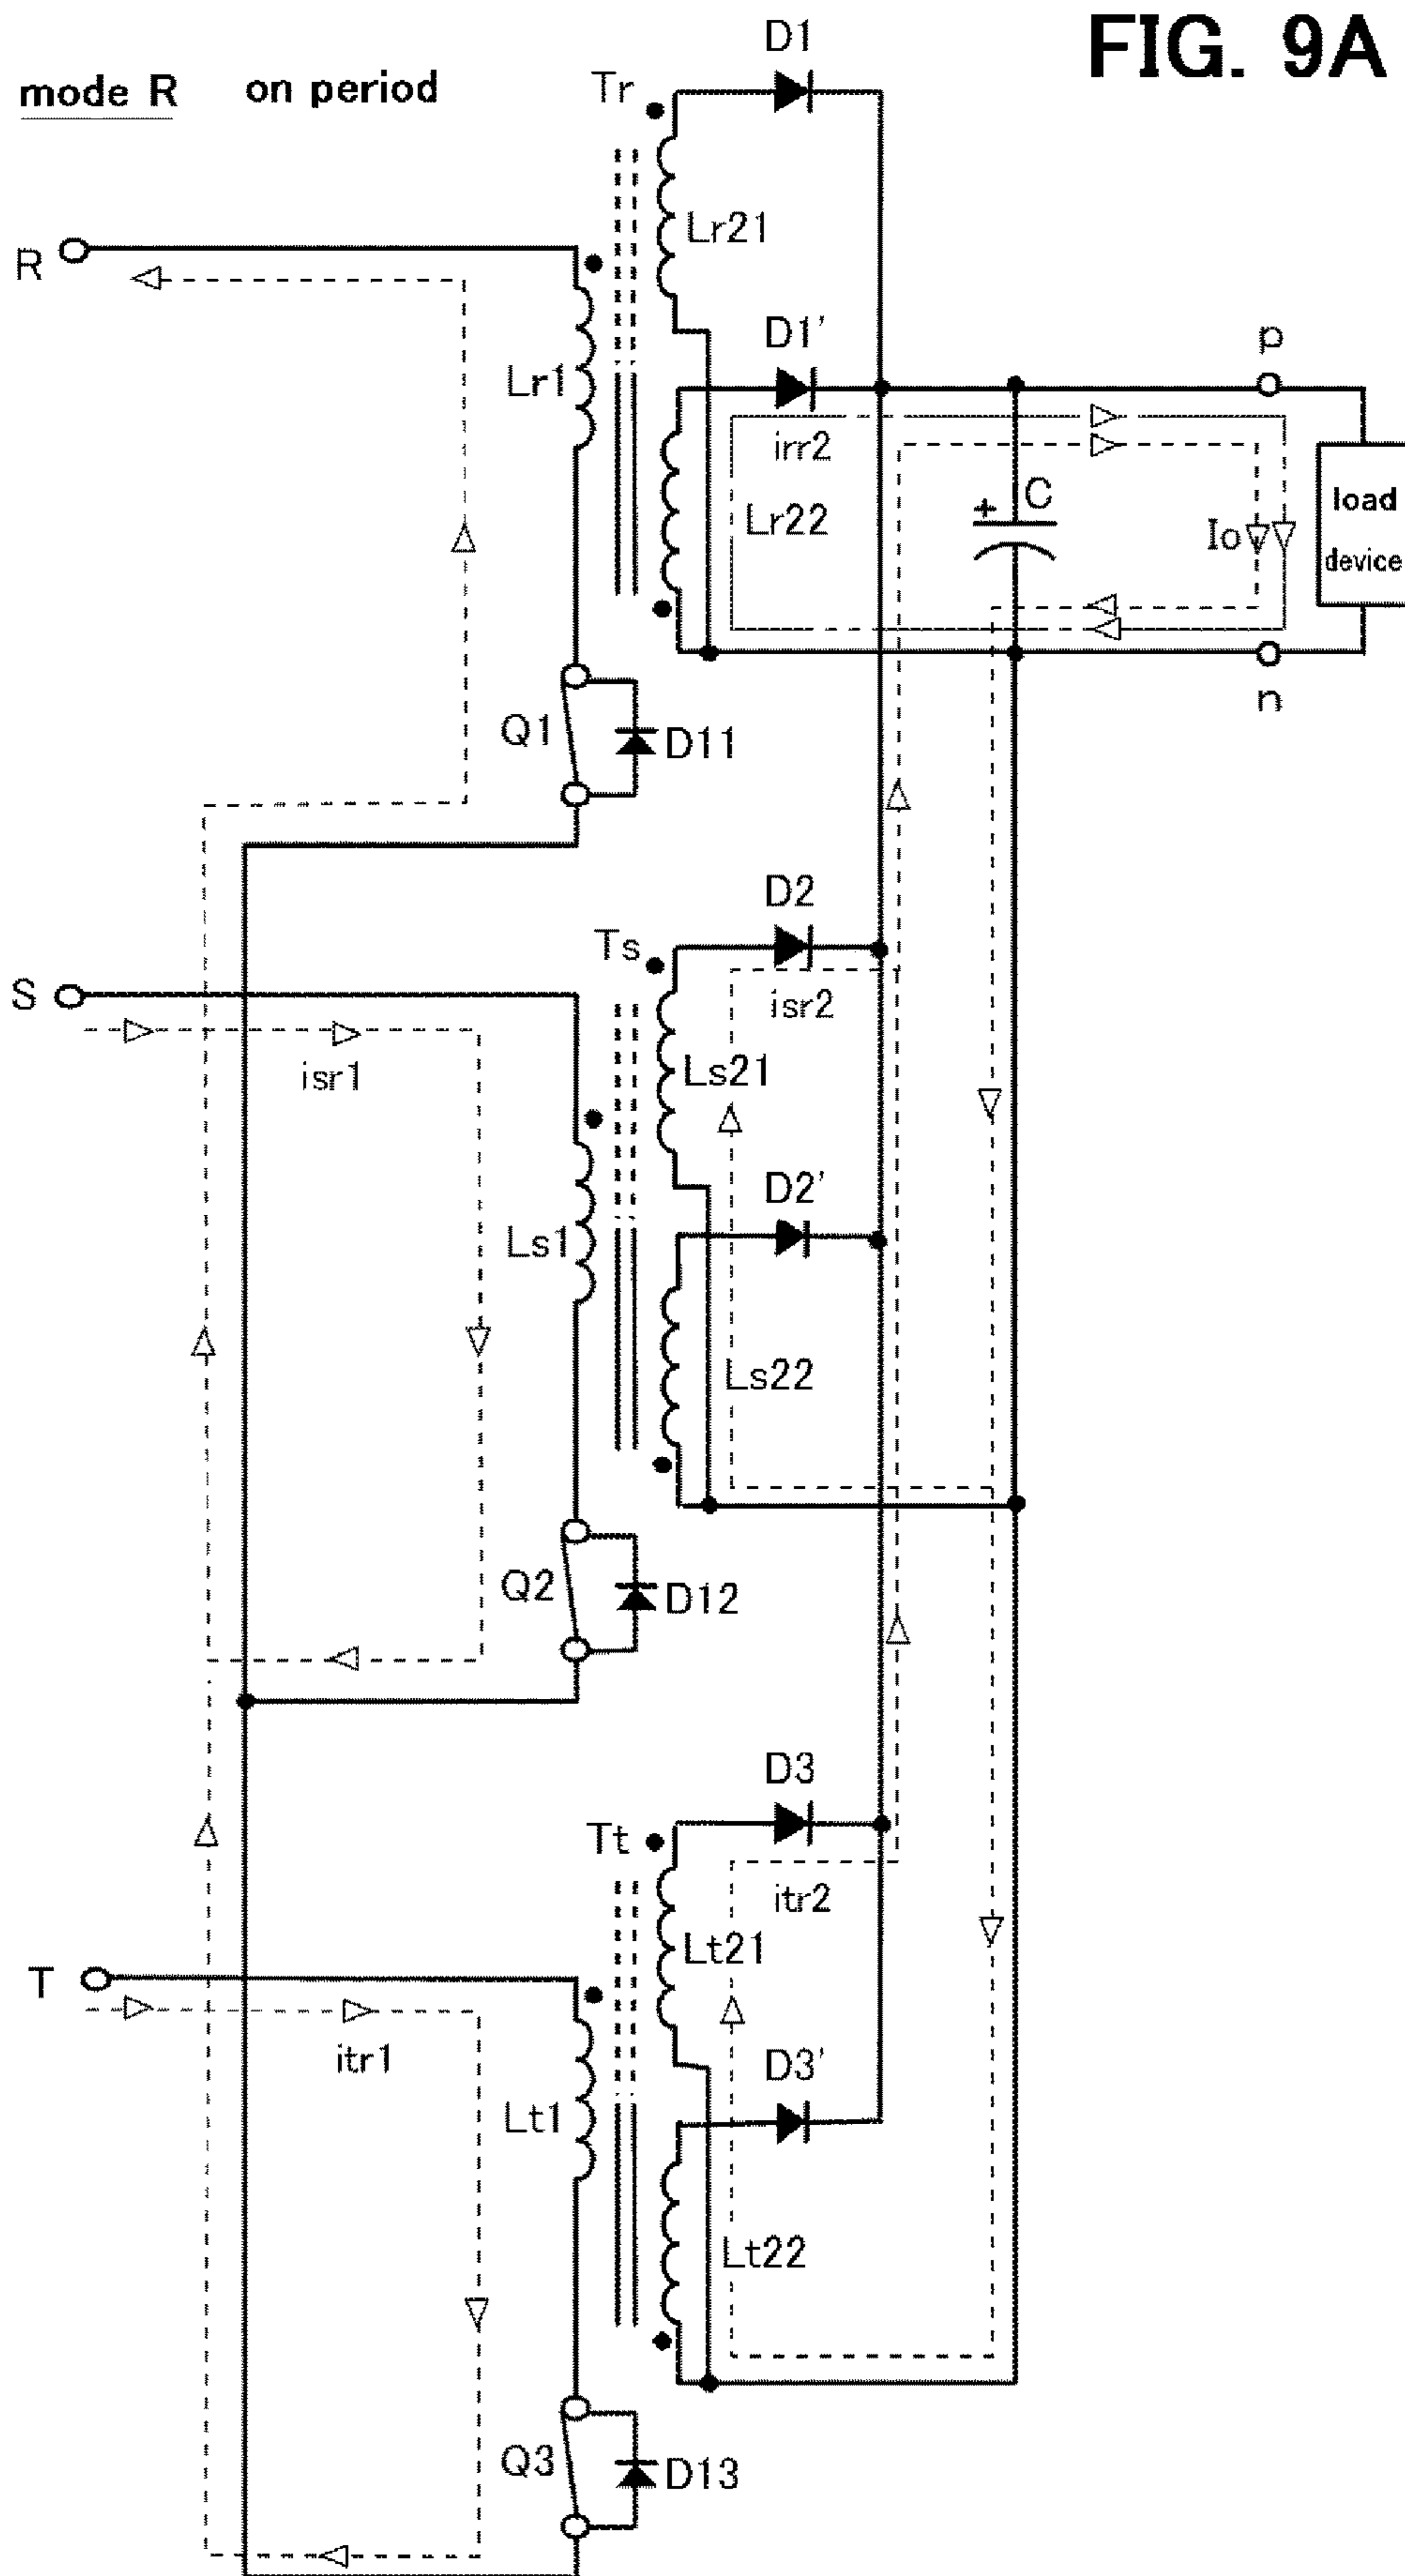 FIG. 9A
mode R on period
D1
Tr
Lr21
R
D1'
p
Lr1
irr2
+
C
Lr22
Io
load
device
n
Q1
D11
D2
Ts
S
isr1
isr2
Ls21
D2'
Ls1
Ls22
Q2
D12
D3
Tt
itr2
Lt21
T
itr1
D3'
Lt1
Lt22
Q3
D13